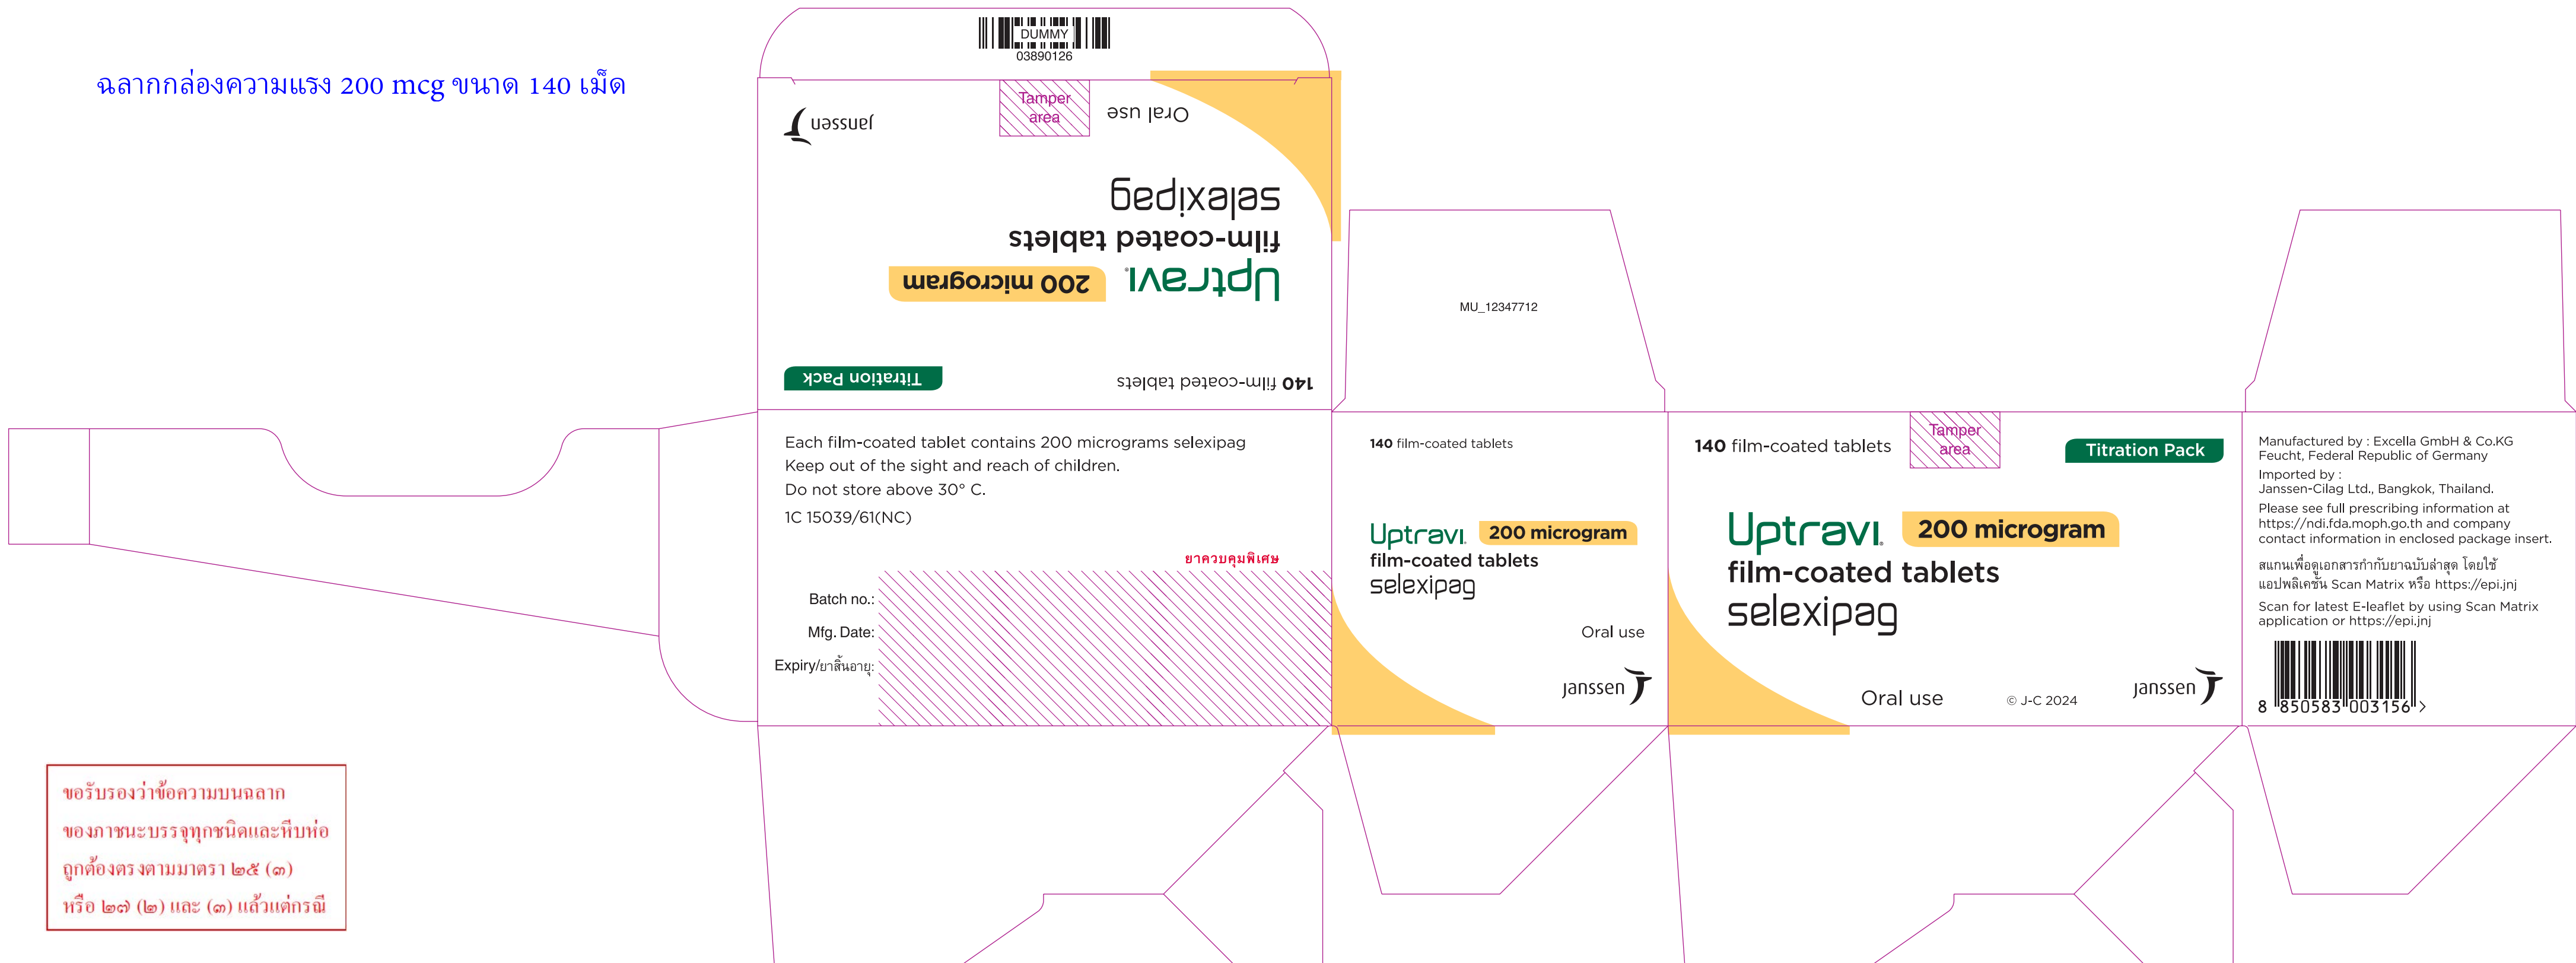 ฉลากกล่องความแรง 200 mcg ขนาด 140 เม็ด
DUMMY
03890126
Tamper
area
Oral use
janssen
selexipag
film-coated tablets
Uptravi® 200 microgram
140 film-coated tablets
Titration Pack
Each film-coated tablet contains 200 micrograms selexipag
Keep out of the sight and reach of children.
Do not store above 30° C.
1C 15039/61(NC)
ยาควบคุมพิเศษ
Batch no.:
Mfg. Date:
Expiry/ยาสิ้นอายุ:
MU_12347712
140 film-coated tablets
Uptravi® 200 microgram
film-coated tablets
selexipag
Oral use
janssen
140 film-coated tablets
Tamper
area
Titration Pack
Uptravi® 200 microgram
film-coated tablets
selexipag
Oral use
© J-C 2024
janssen
Manufactured by : Excella GmbH & Co.KG
Feucht, Federal Republic of Germany
Imported by :
Janssen-Cilag Ltd., Bangkok, Thailand.
Please see full prescribing information at
https://ndi.fda.moph.go.th and company
contact information in enclosed package insert.
สแกนเพื่อดูเอกสารกำกับยาฉบับล่าสุด โดยใช้
แอปพลิเคชัน Scan Matrix หรือ https://epi.jnj
Scan for latest E-leaflet by using Scan Matrix
application or https://epi.jnj
8 850583 003156 >
ขอรับรองว่าข้อความบนฉลาก
ของภาชนะบรรจุทุกชนิดและหีบห่อ
ถูกต้องตรงตามมาตรา ๒๕ (๓)
หรือ ๒๗ (๒) และ (๓) แล้วแต่กรณี